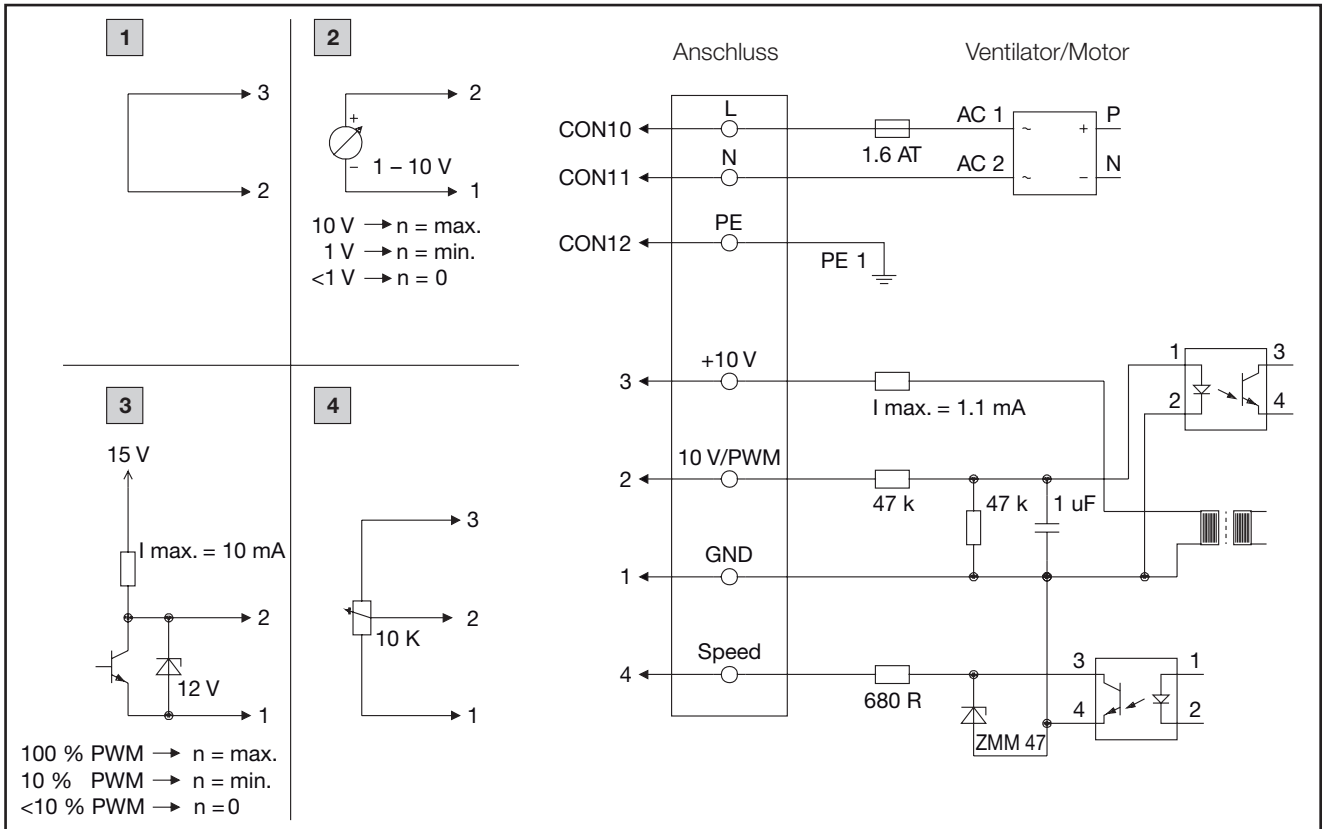 1
3
2
2
+
–
1 – 10 V
2
1
10 V → n = max.
1 V → n = min.
<1 V → n = 0
3
15 V
I max. = 10 mA
2
12 V
1
100 % PWM → n = max.
10 % PWM → n = min.
<10 % PWM → n = 0
4
3
2
10 K
1
Anschluss
Ventilator/Motor
CON10
L
1.6 AT
AC 1
~
+
P
CON11
N
AC 2
~
–
N
CON12
PE
PE 1
3
+10 V
I max. = 1.1 mA
1
2
3
4
2
10 V/PWM
47 k
47 k
1 uF
1
GND
4
Speed
680 R
ZMM 47
3
4
1
2